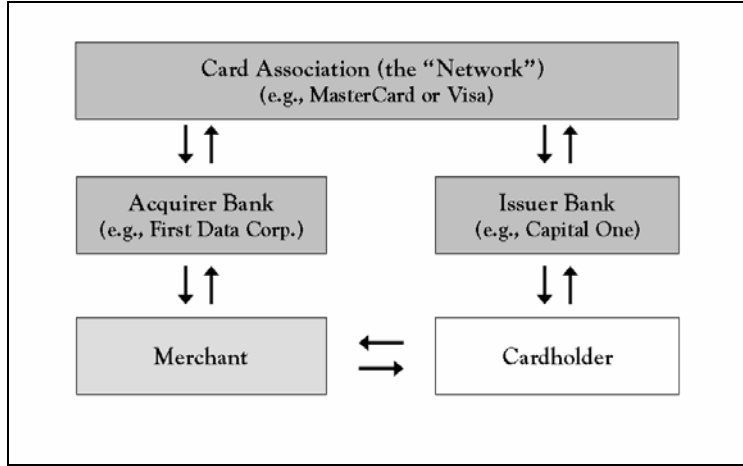 Card Association (the “Network”)
(e.g., MasterCard or Visa)
Acquirer Bank
(e.g., First Data Corp.)
Issuer Bank
(e.g., Capital One)
Merchant
Cardholder